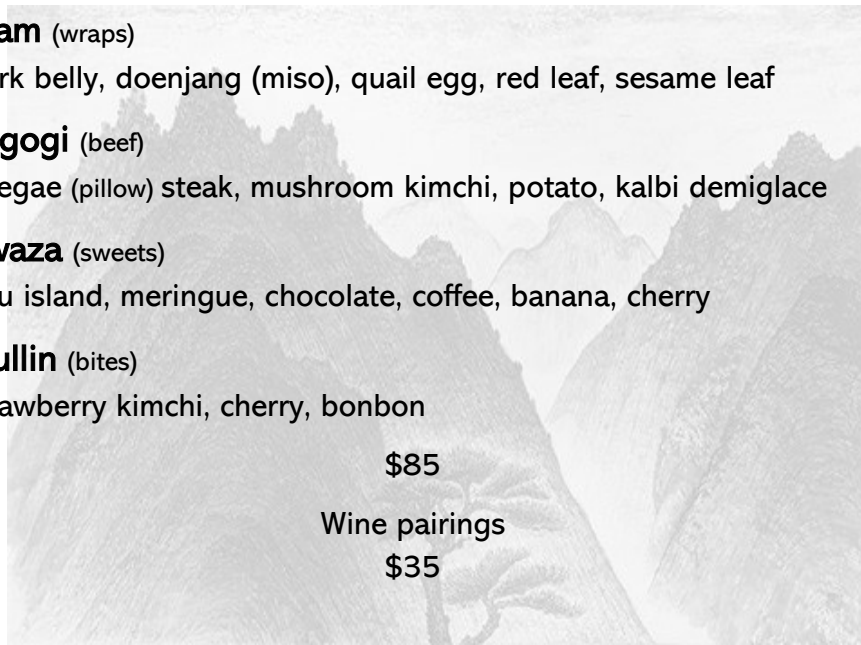 am (wraps)
rk belly, doenjang (miso), quail egg, red leaf, sesame leaf
gogi (beef)
egae (pillow) steak, mushroom kimchi, potato, kalbi demiglace
waza (sweets)
u island, meringue, chocolate, coffee, banana, cherry
ullin (bites)
awberry kimchi, cherry, bonbon
$85
Wine pairings
$35